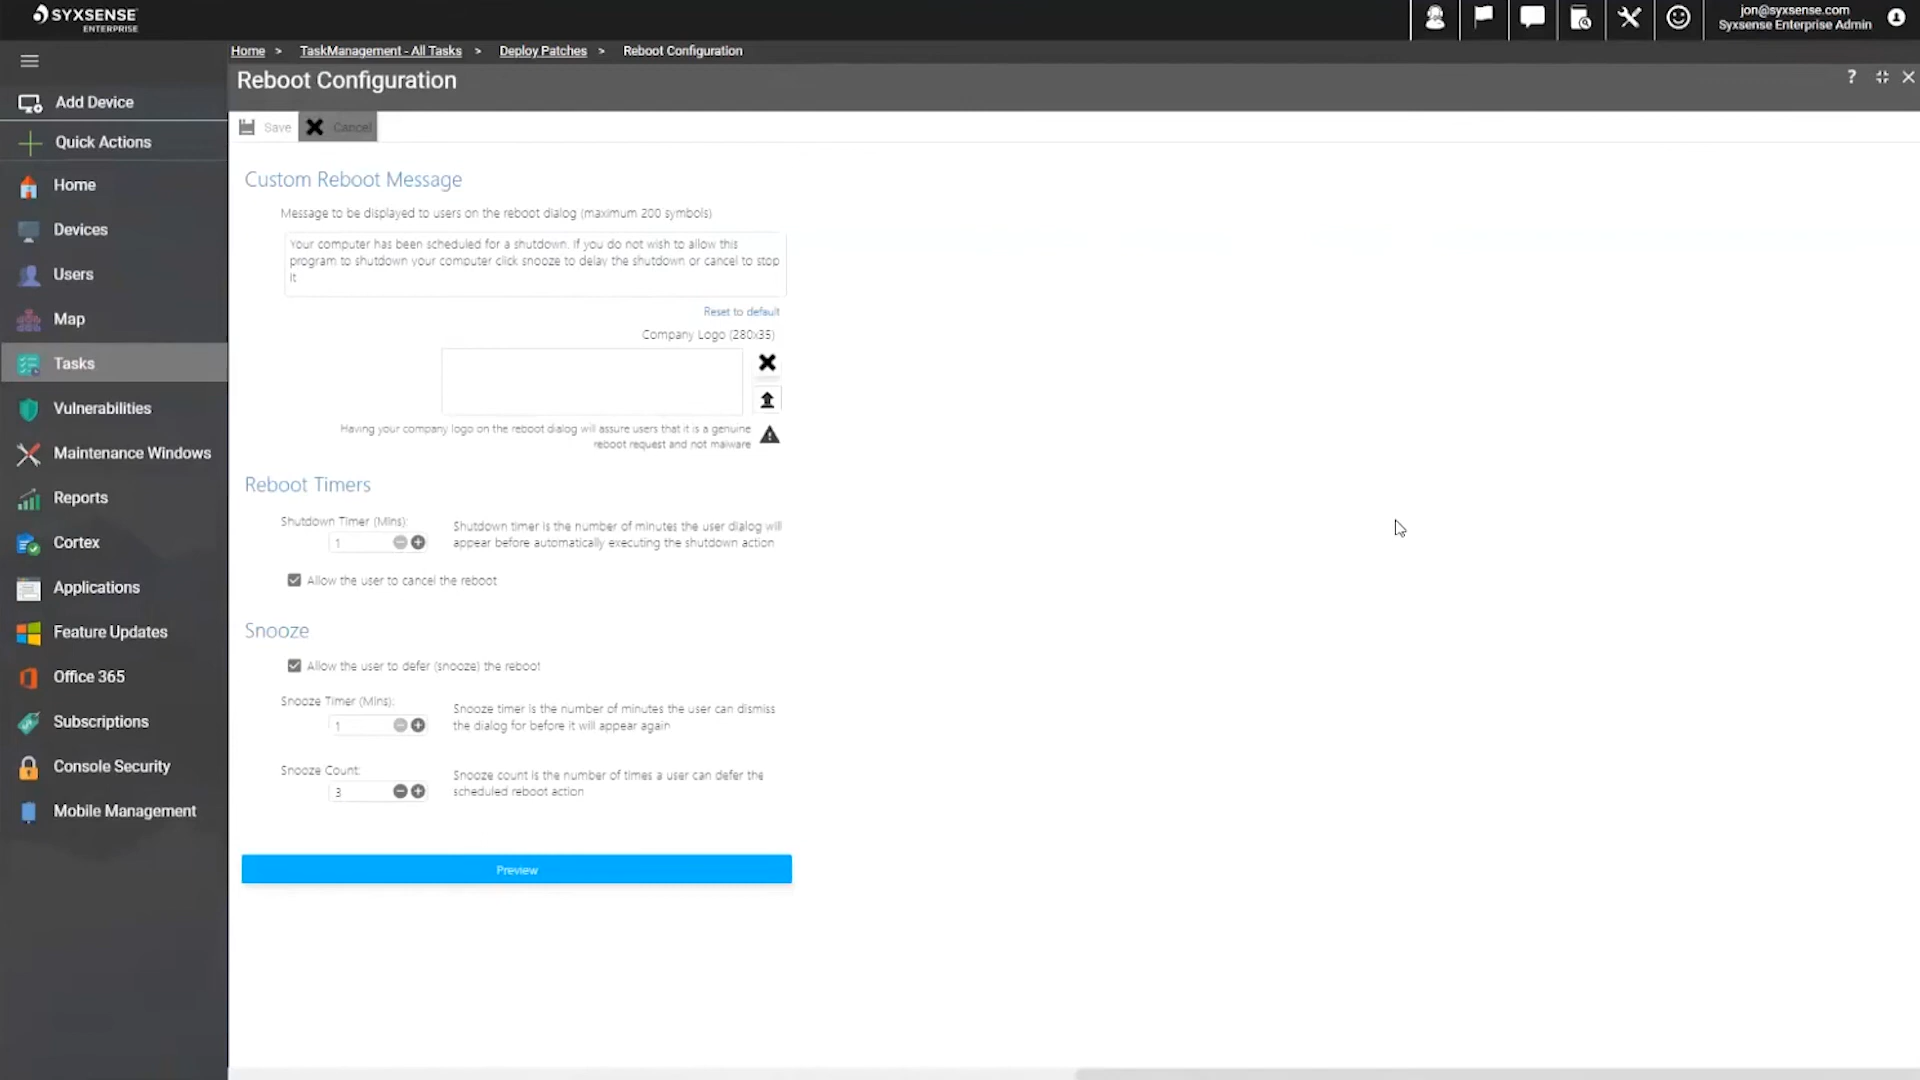 SYXSENSE
ENTERPRISE
jon@syxsense.com
Syxsense Enterprise Admin
Home > TaskManagement - All Tasks > Deploy Patches > Reboot Configuration
Reboot Configuration
?
Save
Cancel
Add Device
Quick Actions
Home
Devices
Users
Map
Tasks
Vulnerabilities
Maintenance Windows
Reports
Cortex
Applications
Feature Updates
Office 365
Subscriptions
Console Security
Mobile Management
Custom Reboot Message
Message to be displayed to users on the reboot dialog (maximum 200 symbols)
Your computer has been scheduled for a shutdown. If you do not wish to allow this
program to shutdown your computer click snooze to delay the shutdown or cancel to stop
it
Reset to default
Company Logo (280x35)
Having your company logo on the reboot dialog will assure users that it is a genuine
reboot request and not malware
Reboot Timers
Shutdown Timer (Mins):
1
Shutdown timer is the number of minutes the user dialog will
appear before automatically executing the shutdown action
Allow the user to cancel the reboot
Snooze
Allow the user to defer (snooze) the reboot
Snooze Timer (Mins):
1
Snooze timer is the number of minutes the user can dismiss
the dialog for before it will appear again
Snooze Count:
3
Snooze count is the number of times a user can defer the
scheduled reboot action
Preview